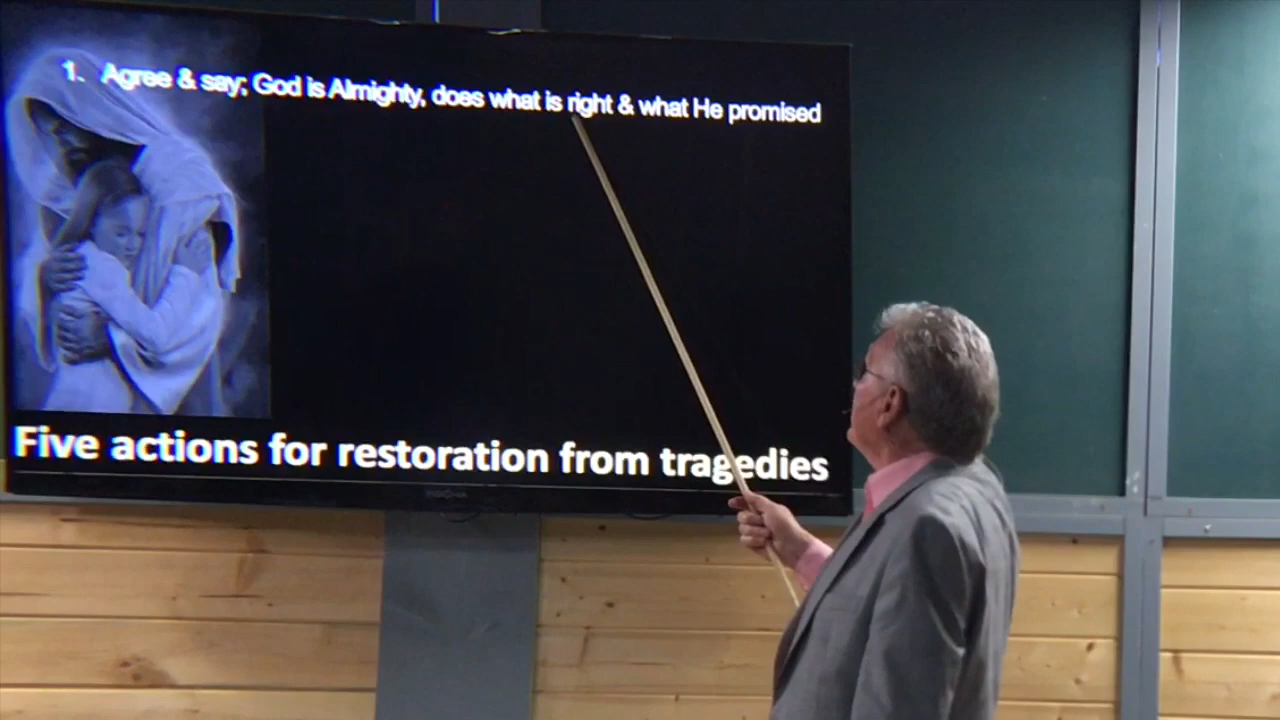 1. Agree & say; God is Almighty, does what is right & what He promised
Five actions for restoration from tragedies
INSIGNIA